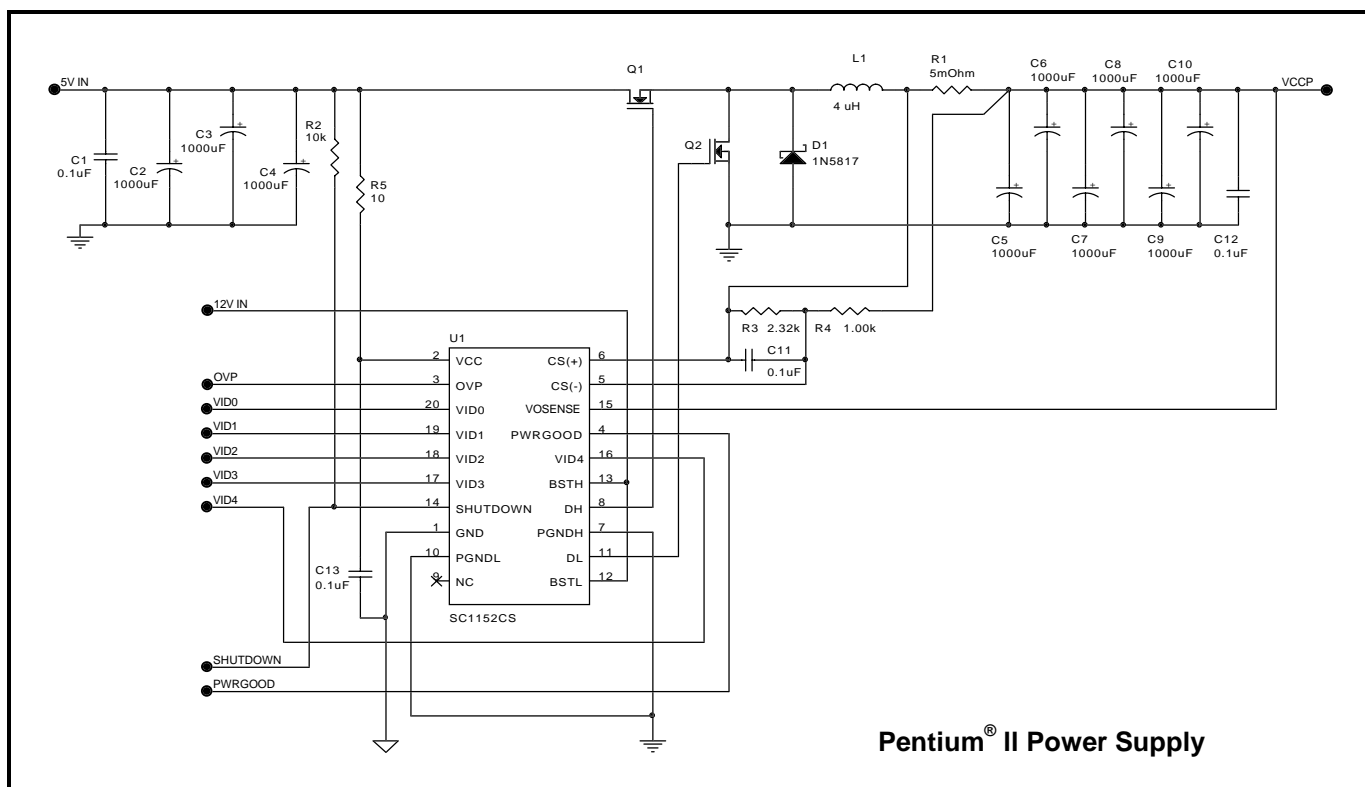 5V IN
C1
0.1uF
C2
1000uF
C3
1000uF
C4
1000uF
R2
10k
R5
10
Q1
Q2
D1
1N5817
L1
4 uH
R1
5mOhm
C6
1000uF
C8
1000uF
C10
1000uF
VCCP
C5
1000uF
C7
1000uF
C9
1000uF
C12
0.1uF
12V IN
R3 2.32k
R4 1.00k
C11
0.1uF
U1
OVP
VID0
VID1
VID2
VID3
VID4
2 VCC
3 OVP
20 VID0
19 VID1
18 VID2
17 VID3
14 SHUTDOWN
1 GND
10 PGNDL
9 NC
CS(+) 6
CS(-) 5
VOSENSE 15
PWRGOOD 4
VID4 16
BSTH 13
DH 8
PGNDH 7
DL 11
BSTL 12
C13
0.1uF
SC1152CS
SHUTDOWN
PWRGOOD
Pentium® II Power Supply